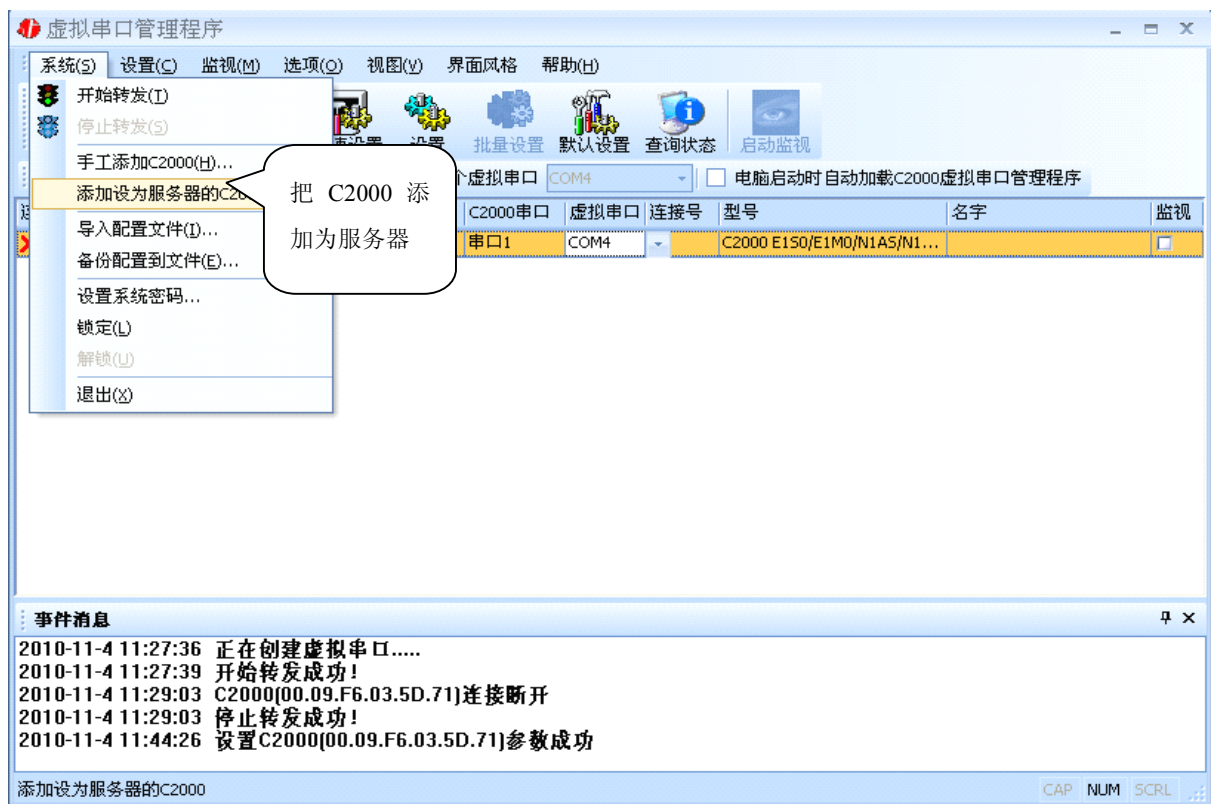 虚拟串口管理程序
系统(S) 设置(C) 监视(M) 选项(O) 视图(V) 界面风格 帮助(H)
开始转发(T)
停止转发(S)
手工添加C2000(H)...
添加设为服务器的C20
导入配置文件(I)...
备份配置到文件(E)...
设置系统密码...
锁定(L)
解锁(U)
退出(X)
把 C2000 添
加为服务器
设置 批量设置 默认设置 查询状态 启动监视
虚拟串口 COM4 电脑启动时自动加载C2000虚拟串口管理程序
C2000串口 虚拟串口 连接号 型号 名字 监视
串口1 COM4 C2000 E1S0/E1M0/N1AS/N1...
事件消息
2010-11-4 11:27:36 正在创建虚拟串口.....
2010-11-4 11:27:39 开始转发成功!
2010-11-4 11:29:03 C2000(00.09.F6.03.5D.71)连接断开
2010-11-4 11:29:03 停止转发成功!
2010-11-4 11:44:26 设置C2000(00.09.F6.03.5D.71)参数成功
添加设为服务器的C2000
CAP NUM SCRL